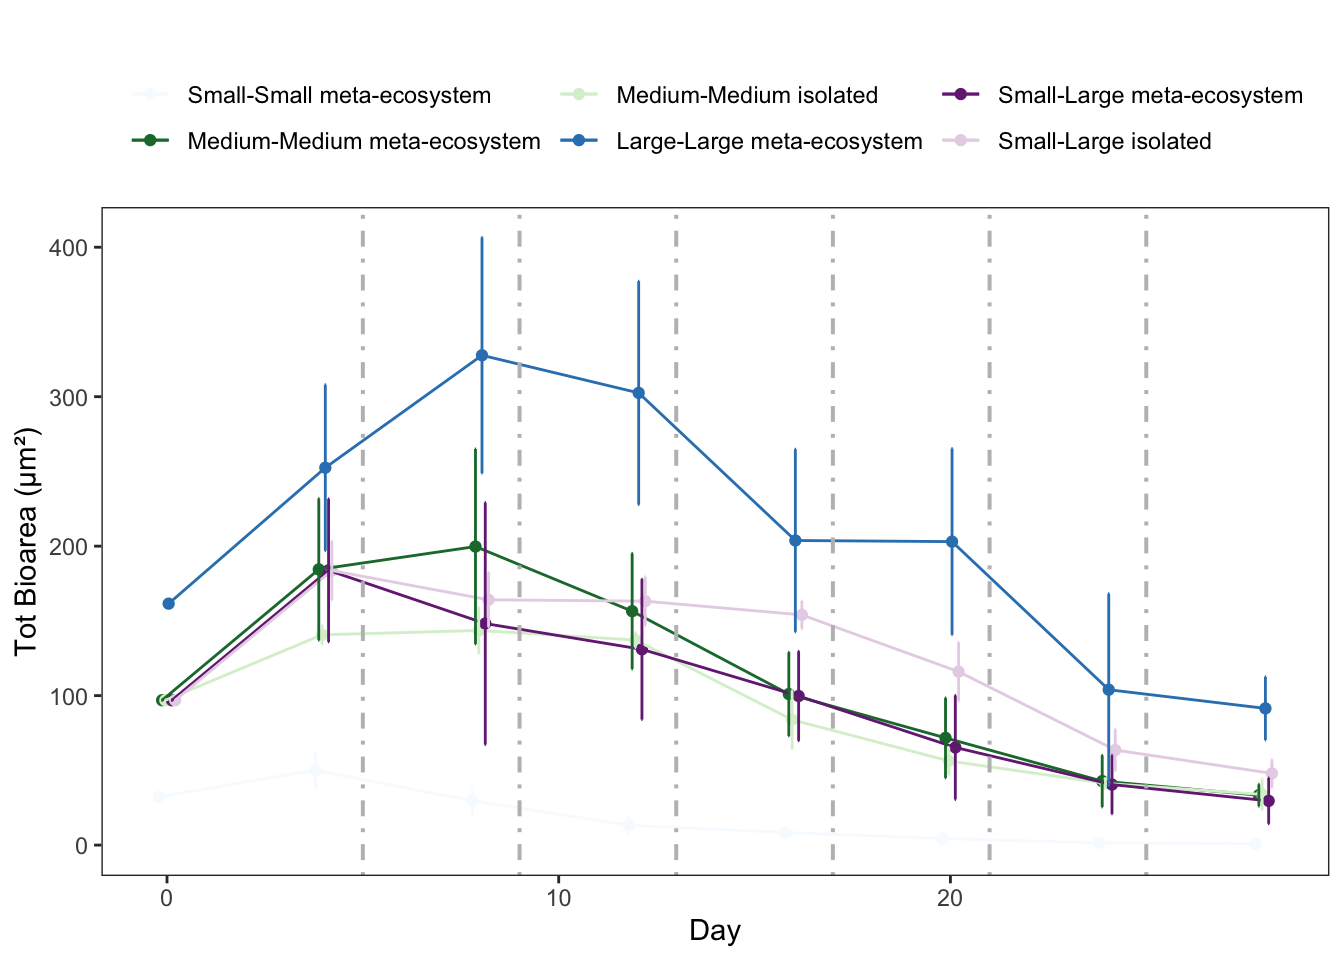 Small-Small meta-ecosystem Medium-Medium isolated Small-Large meta-ecosystem
Medium-Medium meta-ecosystem Large-Large meta-ecosystem Small-Large isolated
400
300
200
100
0
Tot Bioarea (μm²)
0 10 20
Day